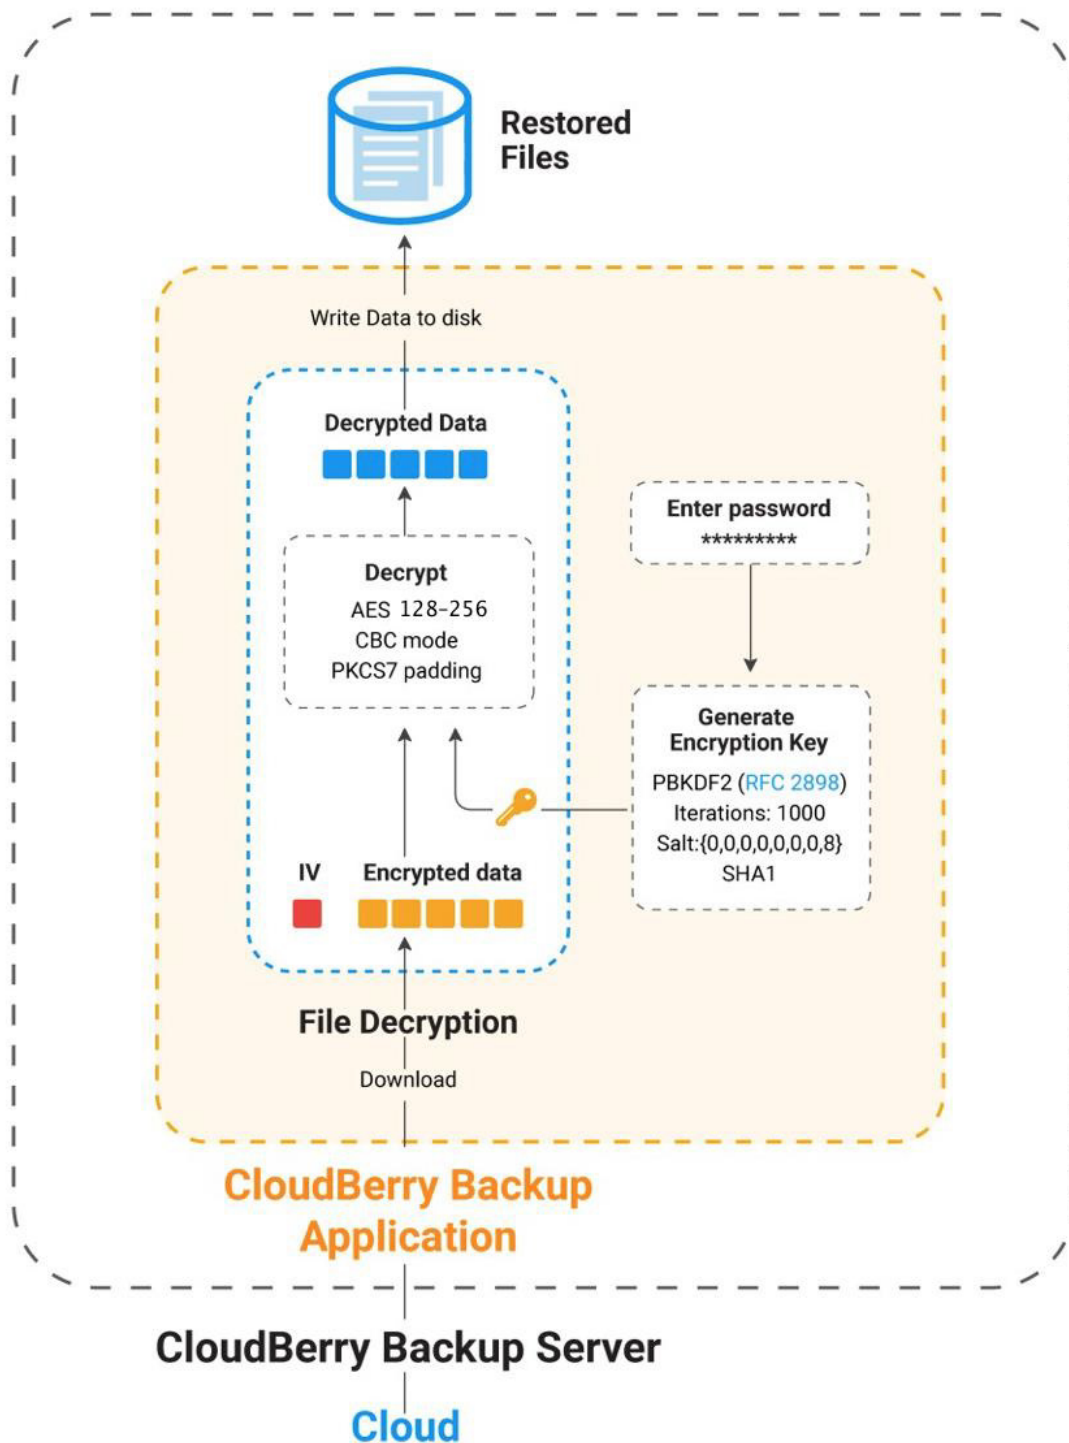 Restored
Files
Write Data to disk
Decrypted Data
Enter password
*********
Decrypt
AES 128-256
CBC mode
PKCS7 padding
Generate
Encryption Key
PBKDF2 (RFC 2898)
Iterations: 1000
Salt:{0,0,0,0,0,0,0,8}
SHA1
IV
Encrypted data
File Decryption
Download
CloudBerry Backup
Application
CloudBerry Backup Server
Cloud